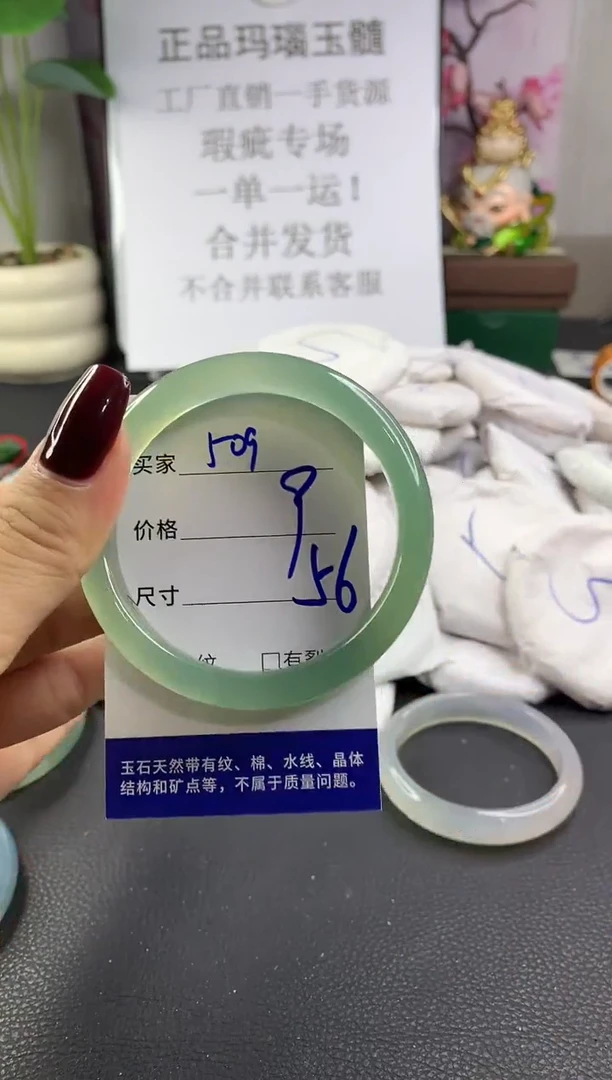 正品玛瑙玉髓
工厂直销一手货源
瑕疵专场
一单一运!
合并发货
不合并联系客服
买家 509
价格 9
尺寸 56
纹 □有裂
玉石天然带有纹、棉、水线、晶体
结构和矿点等，不属于质量问题。